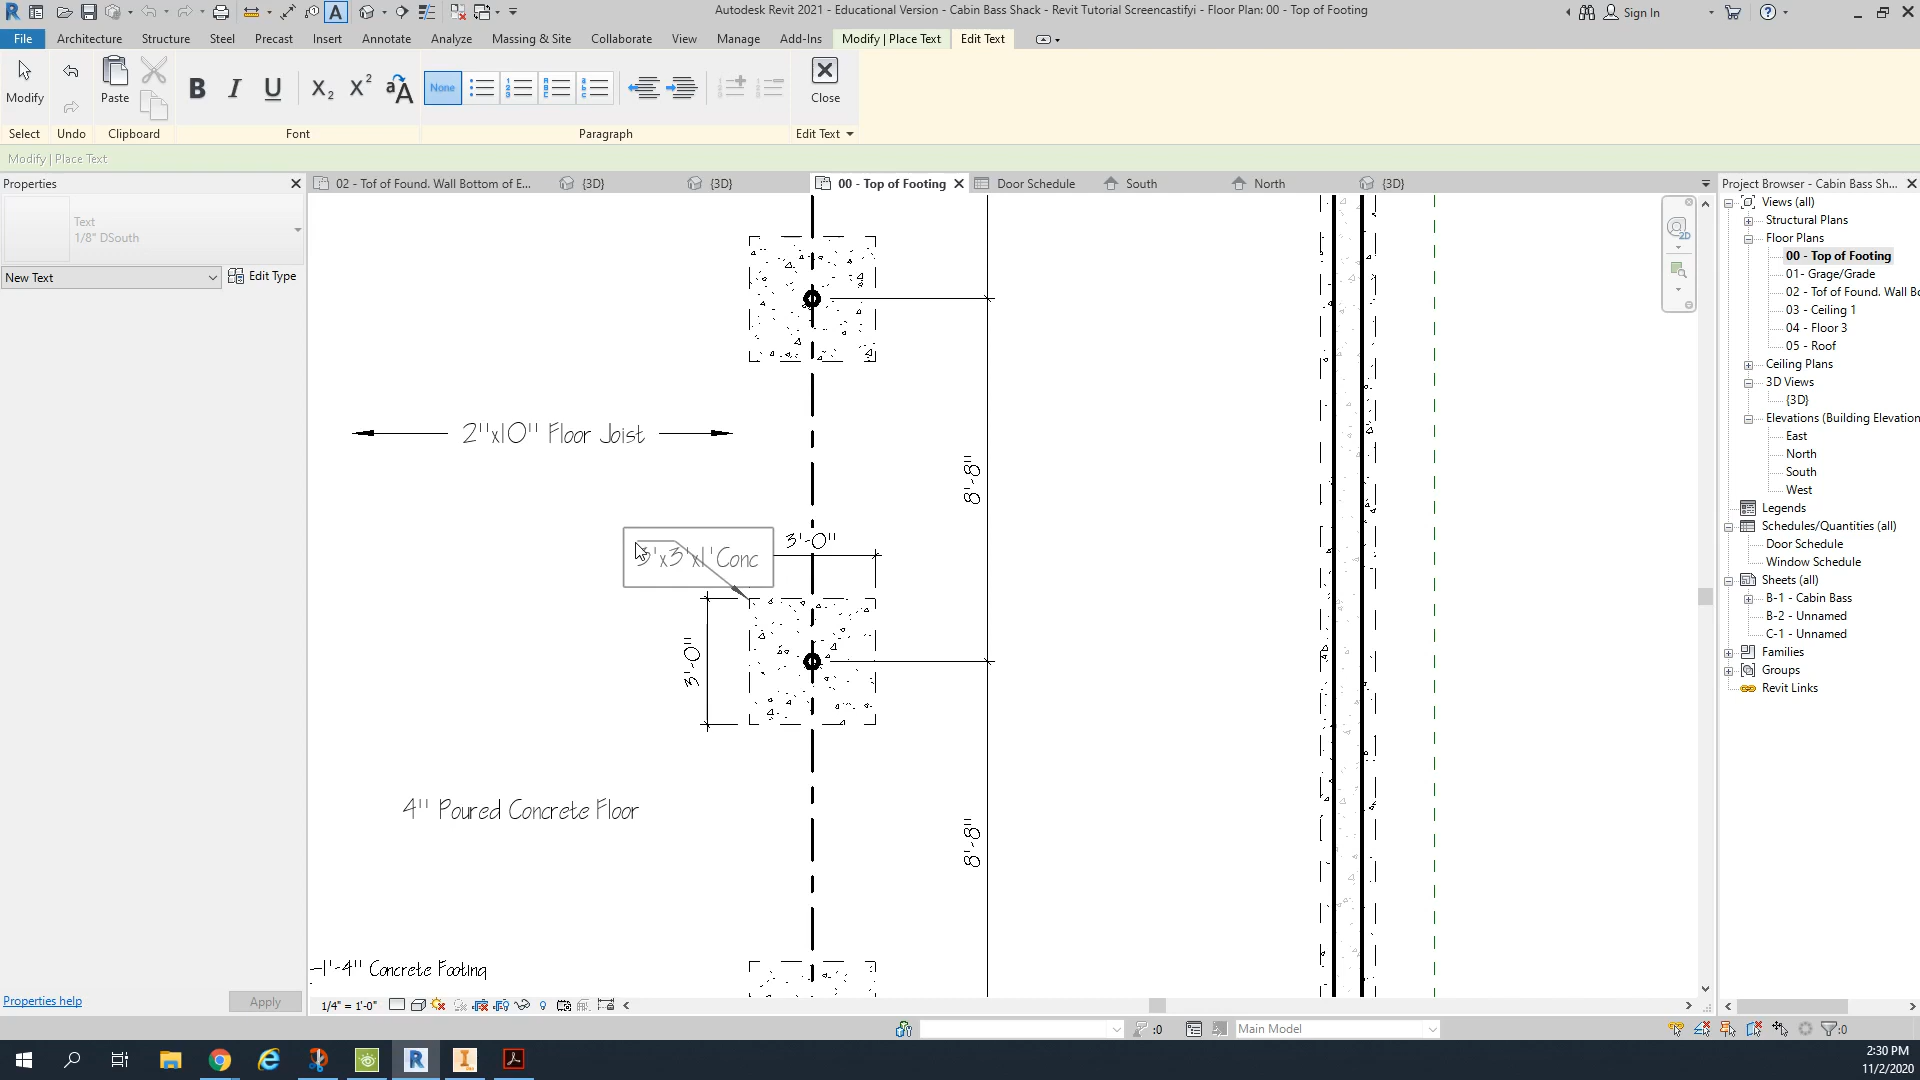 Autodesk Revit 2021 - Educational Version - Cabin Bass Shack - Revit Tutorial Screencastifyi - Floor Plan: 00 - Top of Footing
Sign In
File Architecture Structure Steel Precast Insert Annotate Analyze Massing & Site Collaborate View Manage Add-Ins Modify | Place Text Edit Text
Modify
Paste
B I U X2 X2 aA
None
Close
Select Undo Clipboard Font Paragraph Edit Text
Modify | Place Text
Properties
02 - Tof of Found. Wall Bottom of E...
{3D}
{3D}
00 - Top of Footing
Door Schedule
South
North
{3D}
Project Browser - Cabin Bass Sh...
Text
1/8" DSouth
New Text
Edit Type
Views (all)
Structural Plans
Floor Plans
00 - Top of Footing
01- Grage/Grade
02 - Tof of Found. Wall Bo
03 - Ceiling 1
04 - Floor 3
05 - Roof
Ceiling Plans
3D Views
{3D}
Elevations (Building Elevation
East
North
South
West
Legends
Schedules/Quantities (all)
Door Schedule
Window Schedule
Sheets (all)
B-1 - Cabin Bass
B-2 - Unnamed
C-1 - Unnamed
Families
Groups
Revit Links
2D
2"x10" Floor Joist
8'-8"
3'x3'x1'Conc
3'-0"
3'-0"
4" Poured Concrete Floor
8'-8"
1'-4" Concrete Footing
Properties help
Apply
1/4" = 1'-0"
:0
Main Model
:0
2:30 PM
11/2/2020